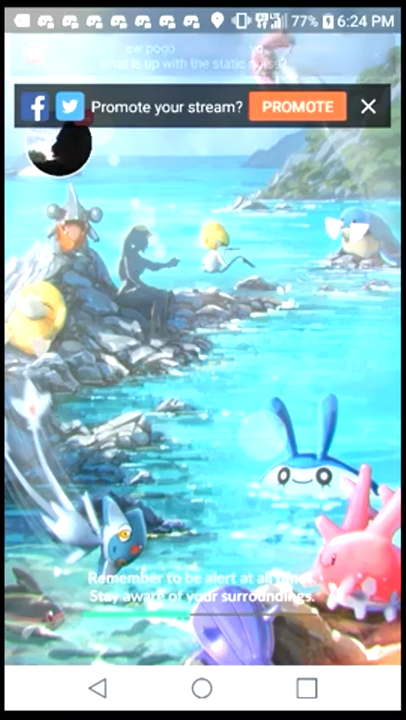 77% 6:24 PM
what is up with the static noise?
Promote your stream? PROMOTE
Remember to be alert at all times.
Stay aware of your surroundings.